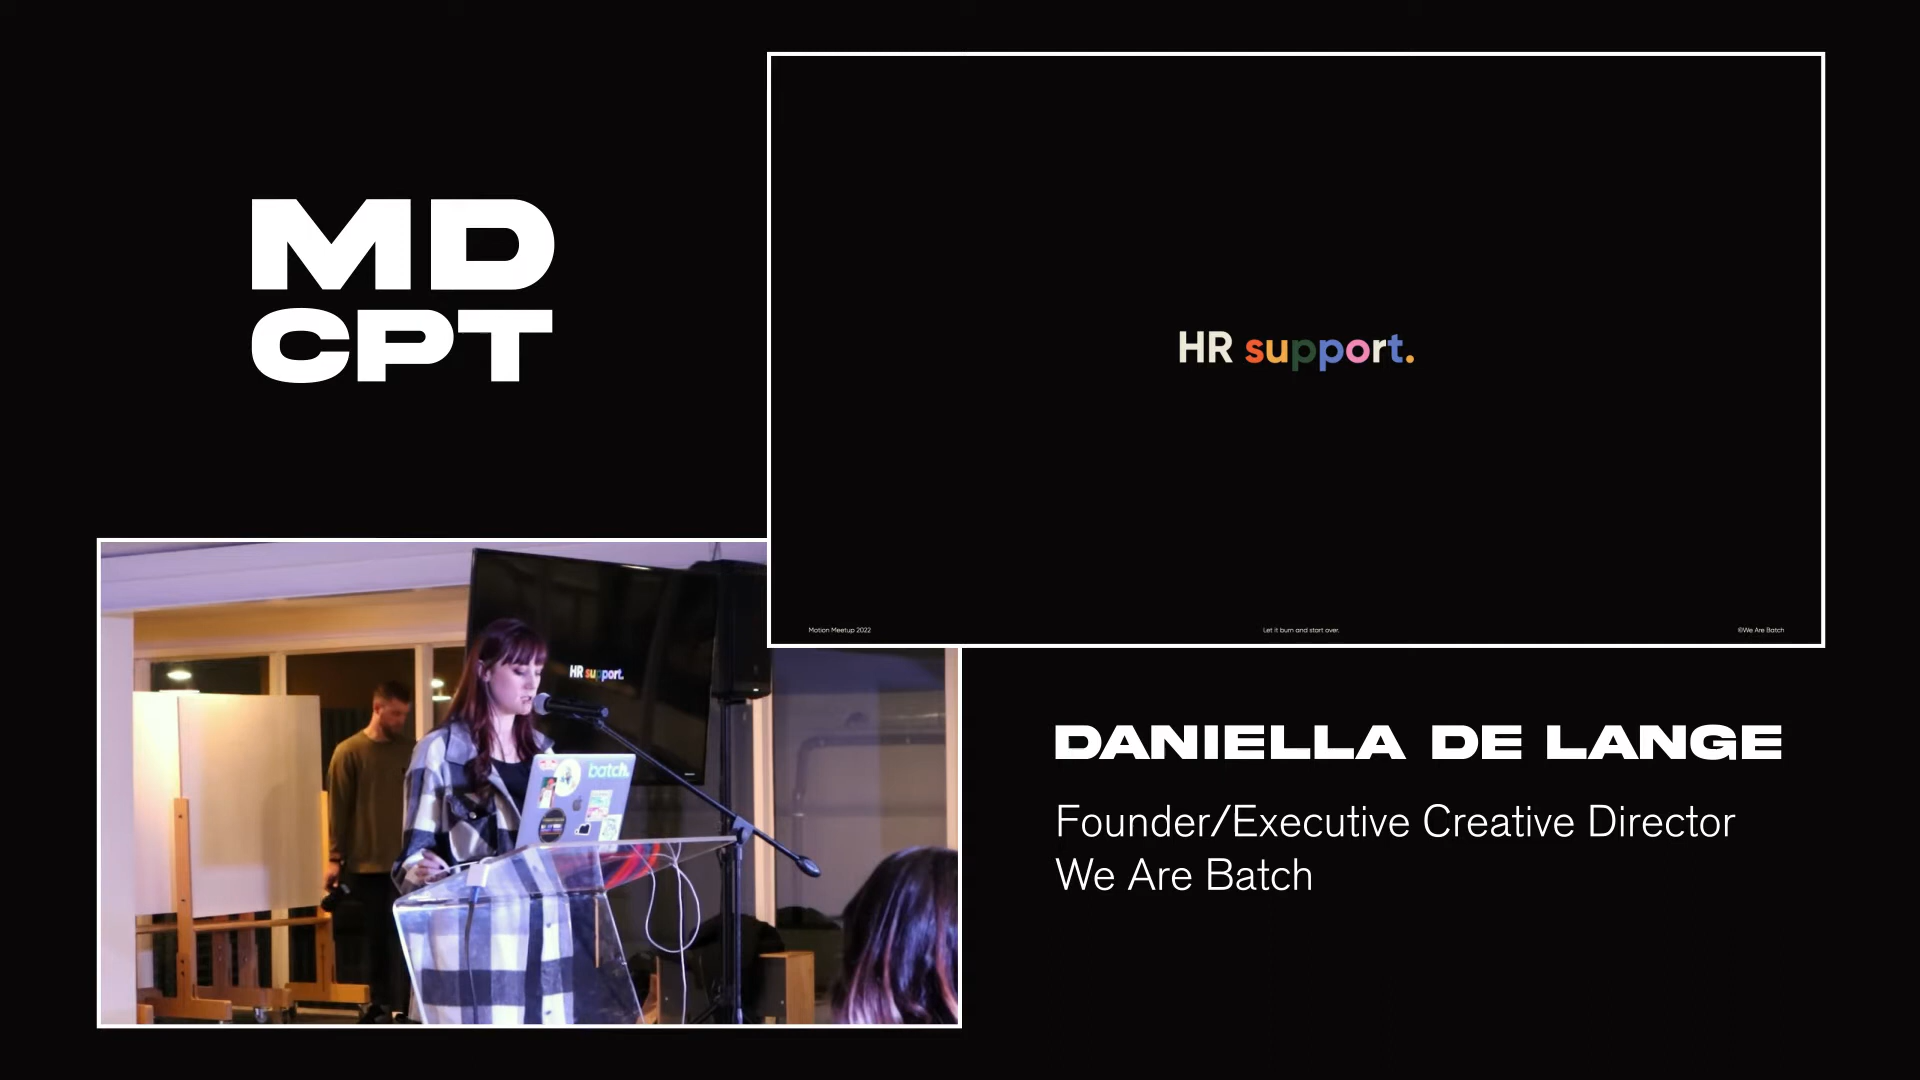 MD
CPT
HR support.
Motion Meetup 2022
Let it burn and start over.
©We Are Batch
HR support.
batch.
DANIELLA DE LANGE
Founder/Executive Creative Director
We Are Batch